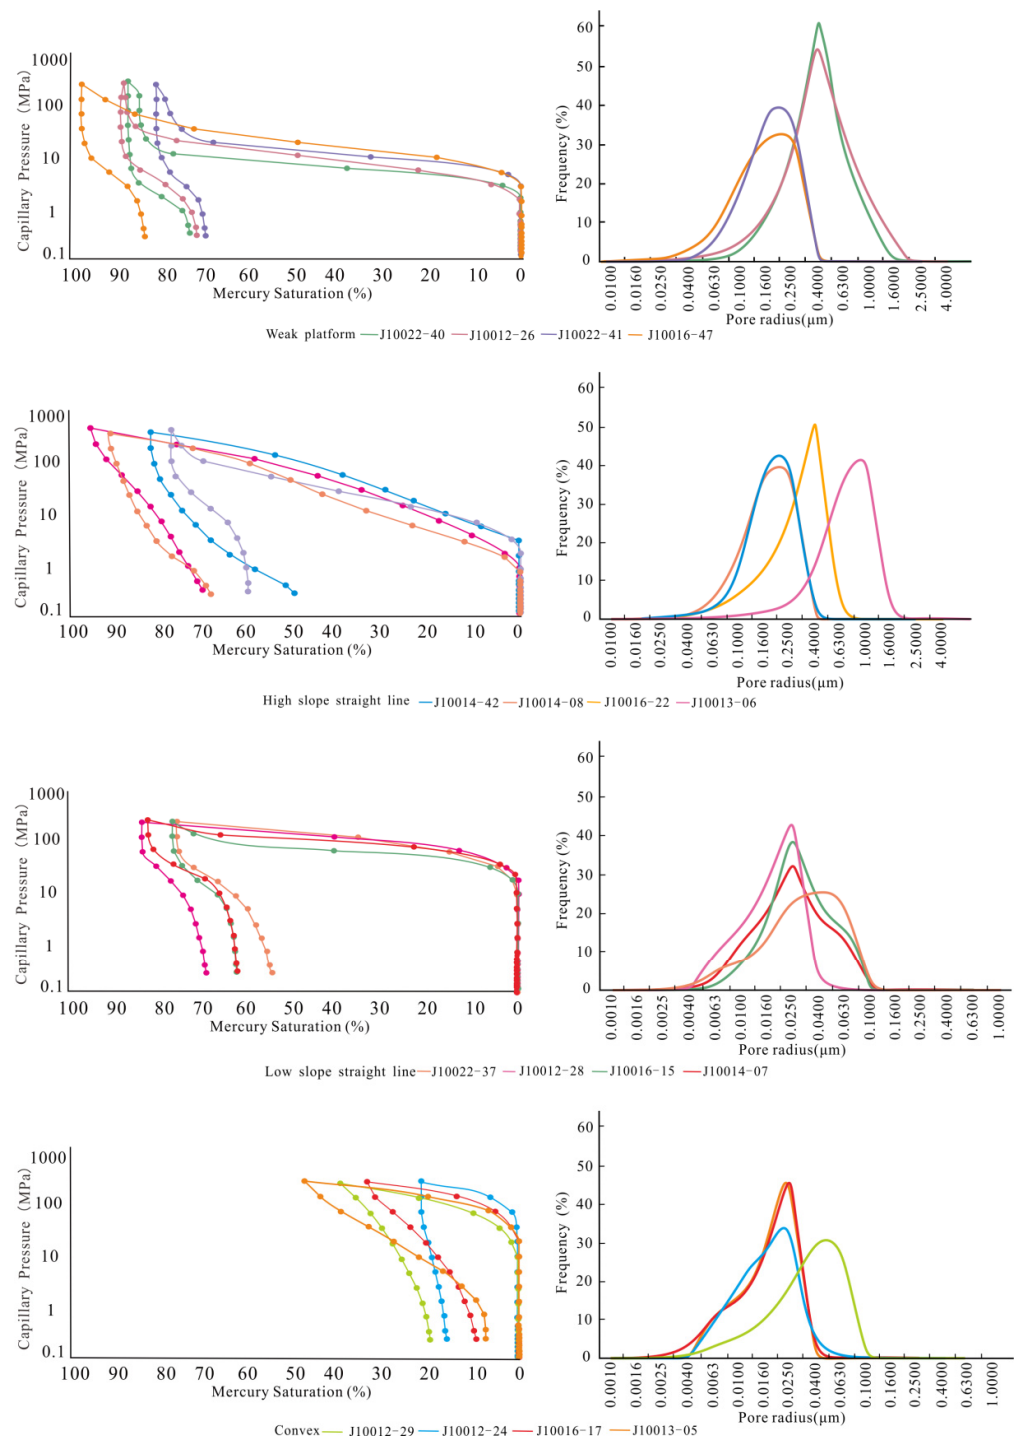 1000
100
10
1
0.1
Capillary Pressure (MPa)
100 90 80 70 60 50 40 30 20 10 0
Mercury Saturation (%)
60
50
40
30
20
10
0
Frequency (%)
0.0100 0.0160 0.0250 0.0400 0.0630 0.1000 0.1600 0.2500 0.4000 0.6300 1.0000 1.6000 2.5000 4.0000
Pore radius(μm)
Weak platform J10022-40 J10012-26 J10022-41 J10016-47
1000
100
10
1
0.1
Capillary Pressure (MPa)
100 90 80 70 60 50 40 30 20 10 0
Mercury Saturation (%)
60
50
40
30
20
10
0
Frequency (%)
0.0100 0.0160 0.0250 0.0400 0.0630 0.1000 0.1600 0.2500 0.4000 0.6300 1.0000 1.6000 2.5000 4.0000
Pore radius(μm)
High slope straight line J10014-42 J10014-08 J10016-22 J10013-06
1000
100
10
1
0.1
Capillary Pressure (MPa)
100 90 80 70 60 50 40 30 20 10 0
Mercury Saturation (%)
60
50
40
30
20
10
0
Frequency (%)
0.0010 0.0016 0.0025 0.0040 0.0063 0.0100 0.0160 0.0250 0.0400 0.0630 0.1000 0.1600 0.2500 0.4000 0.6300 1.0000
Pore radius(μm)
Low slope straight line J10022-37 J10012-28 J10016-15 J10014-07
1000
100
10
1
0.1
Capillary Pressure (MPa)
100 90 80 70 60 50 40 30 20 10 0
Mercury Saturation (%)
60
50
40
30
20
10
0
Frequency (%)
0.0010 0.0016 0.0025 0.0040 0.0063 0.0100 0.0160 0.0250 0.0400 0.0630 0.1000 0.1600 0.2500 0.4000 0.6300 1.0000
Pore radius(μm)
Convex J10012-29 J10012-24 J10016-17 J10013-05